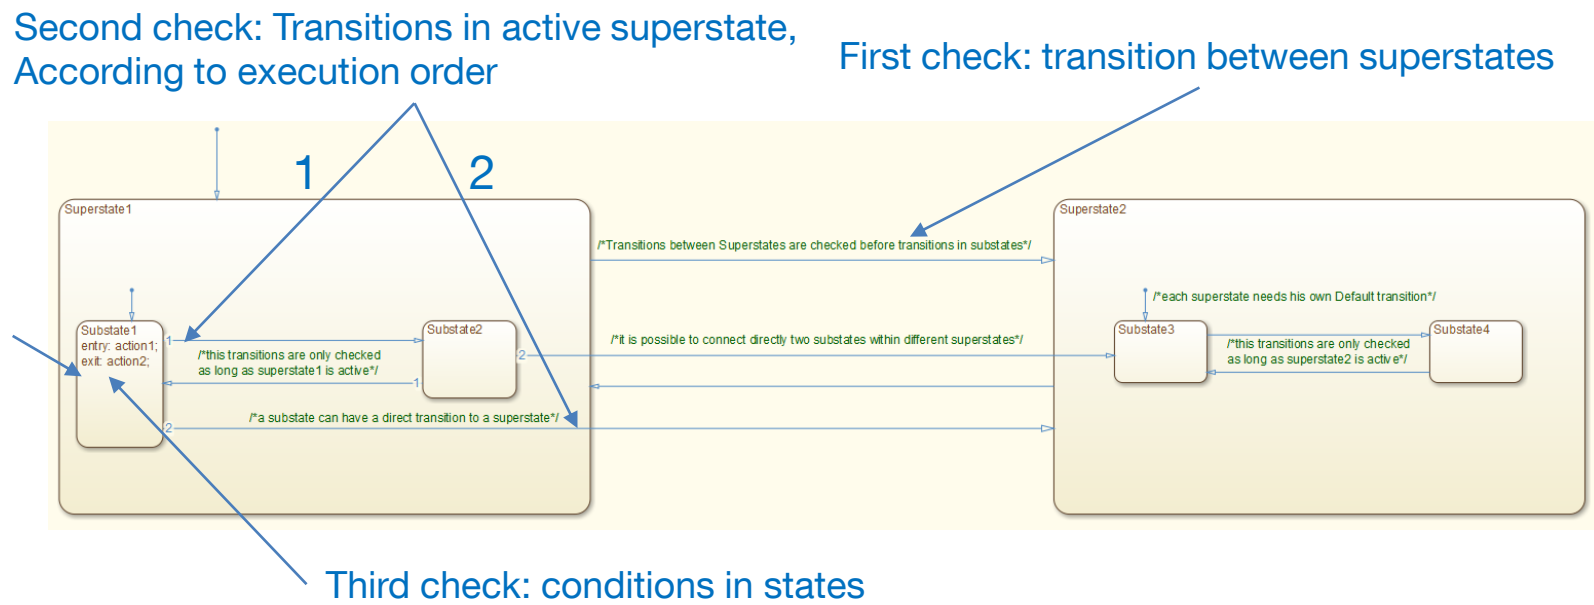 Second check: Transitions in active superstate,
According to execution order
First check: transition between superstates
1
2
Superstate1
Superstate2
/*Transitions between Superstates are checked before transitions in substates*/
/*each superstate needs his own Default transition*/
Substate1
entry: action1;
exit: action2;
1
/*this transitions are only checked
as long as superstate1 is active*/
1
Substate2
2
/*it is possible to connect directly two substates within different superstates*/
Substate3
/*this transitions are only checked
as long as superstate2 is active*/
Substate4
2
/*a substate can have a direct transition to a superstate*/
Third check: conditions in states